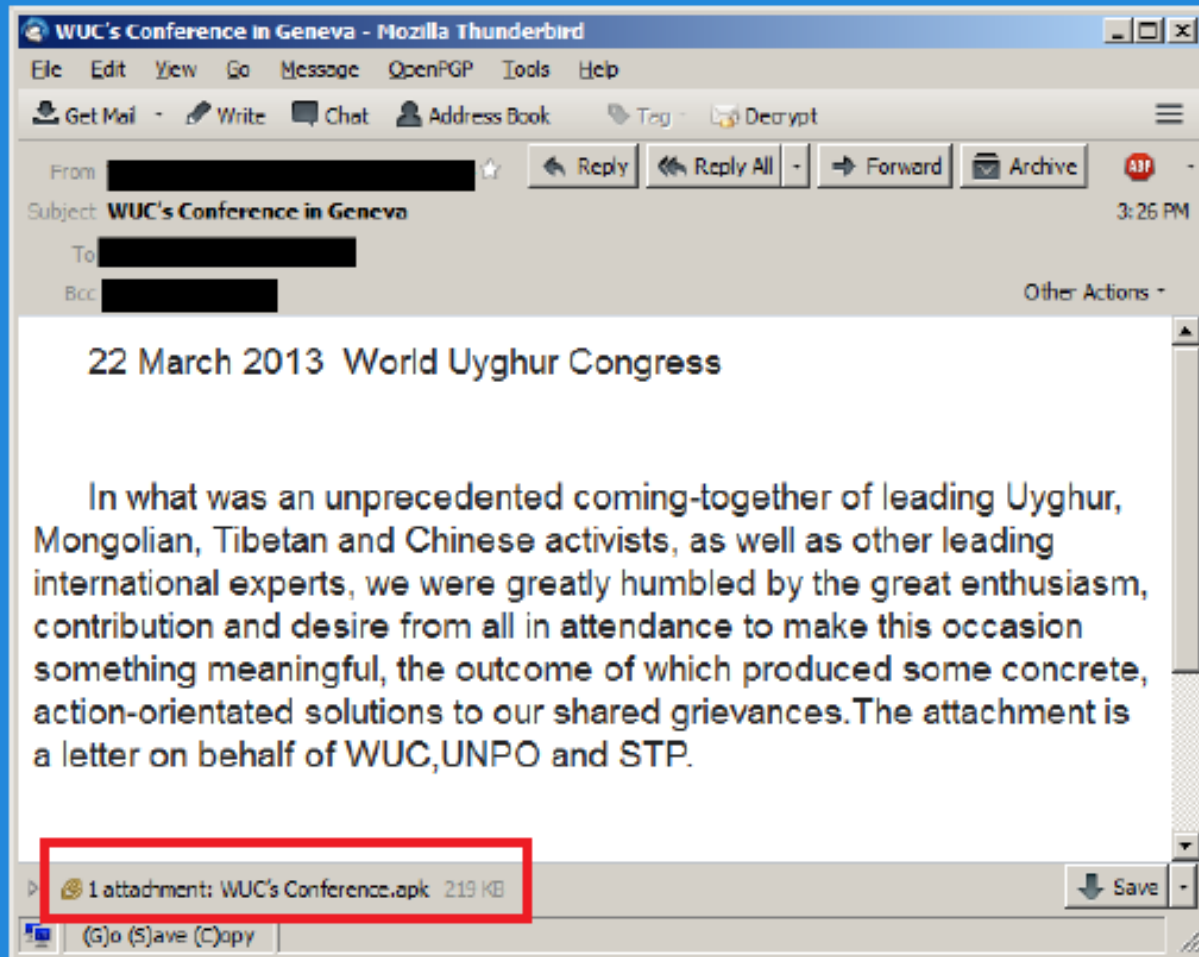 WUC's Conference in Geneva - Mozilla Thunderbird
File Edit View Go Message OpenPGP Tools Help
Get Mail - Write Chat Address Book Tag - Decrypt
From Reply Reply All - Forward Archive ABP -
Subject WUC's Conference in Geneva 3:26 PM
To
Bcc Other Actions -
22 March 2013 World Uyghur Congress
In what was an unprecedented coming-together of leading Uyghur,
Mongolian, Tibetan and Chinese activists, as well as other leading
international experts, we were greatly humbled by the great enthusiasm,
contribution and desire from all in attendance to make this occasion
something meaningful, the outcome of which produced some concrete,
action-orientated solutions to our shared grievances.The attachment is
a letter on behalf of WUC,UNPO and STP.
1 attachment: WUC's Conference.apk 219 KB Save -
(G)o (S)ave (C)opy